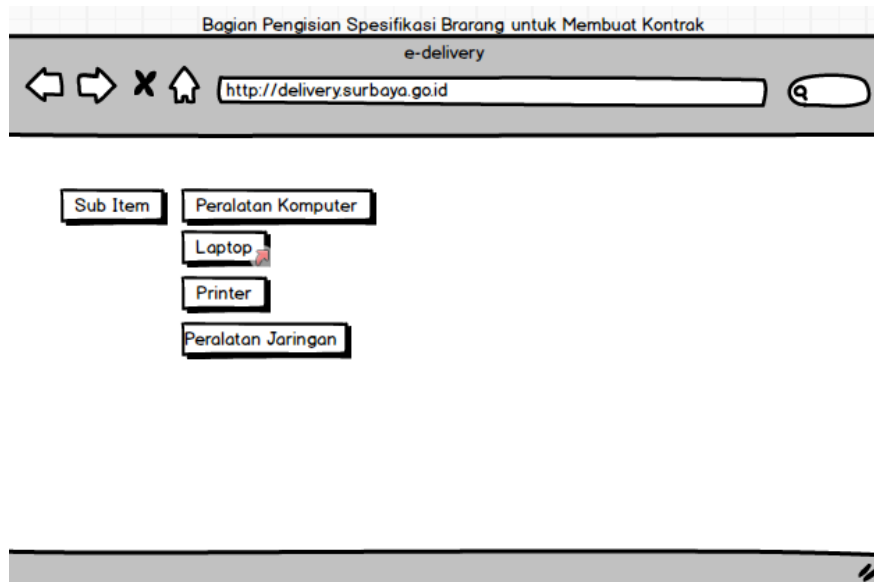 Bagian Pengisian Spesifikasi Brarang untuk Membuat Kontrak
e-delivery
http://delivery.surbaya.go.id
Sub Item
Peralatan Komputer
Laptop
Printer
Peralatan Jaringan